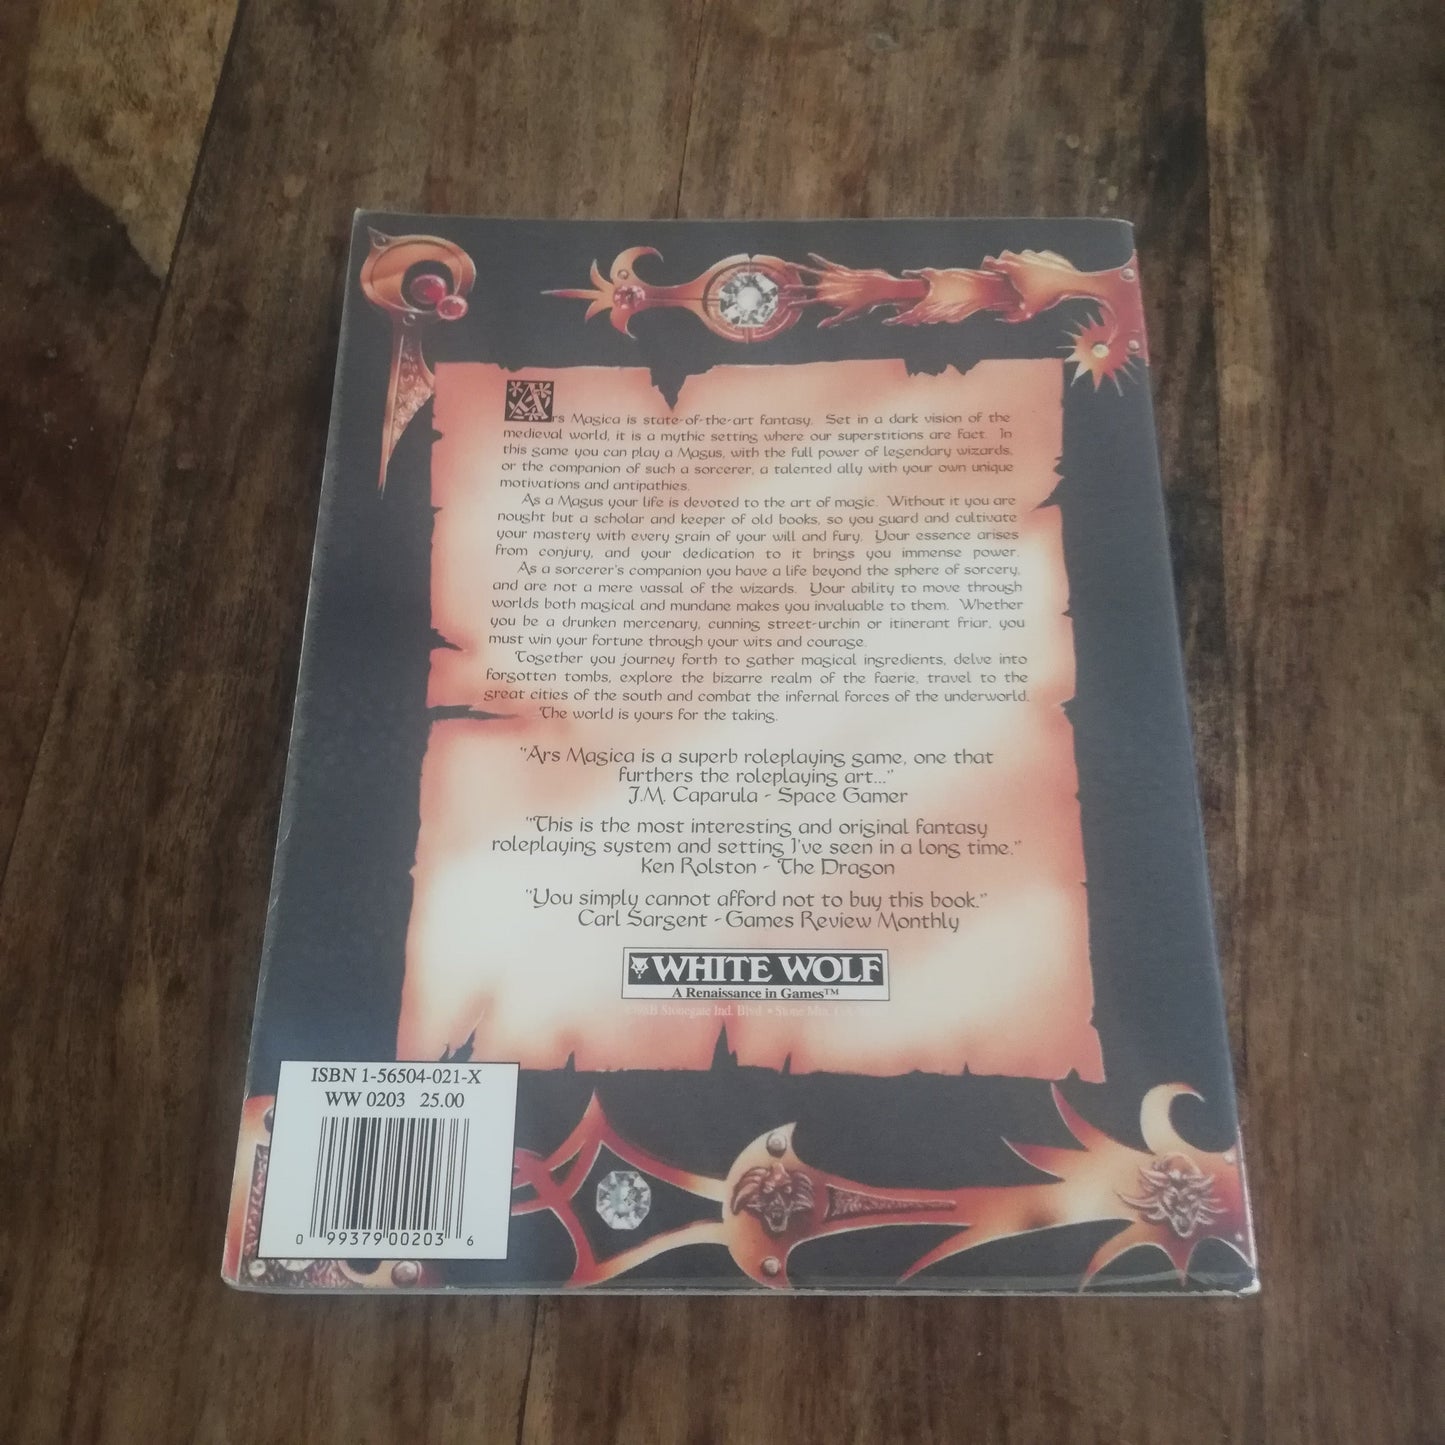 Ars Magica is state-of-the-art fantasy. Set in a dark vision of the
medieval world, it is a mythic setting where our superstitions are fact. In
this game you can play a Magus, with the full power of legendary wizards,
or the companion of such a sorcerer, a talented ally with your own unique
motivations and antipathies.
As a Magus your life is devoted to the art of magic. Without it you are
nought but a scholar and keeper of old books, so you guard and cultivate
your mastery with every grain of your will and fury. Your essence arises
from conjury, and your dedication to it brings you immense power.
As a sorcerer's companion you have a life beyond the sphere of sorcery,
and are not a mere vassal of the wizards. Your ability to move through
worlds both magical and mundane makes you invaluable to them. Whether
you be a drunken mercenary, cunning street-urchin or itinerant friar, you
must win your fortune through your wits and courage.
Together you journey forth to gather magical ingredients, delve into
forgotten tombs, explore the bizarre realm of the faerie, travel to the
great cities of the south and combat the infernal forces of the underworld.
The world is yours for the taking.
"Ars Magica is a superb roleplaying game, one that
furthers the roleplaying art..."
J.M. Caparula - Space Gamer
"This is the most interesting and original fantasy
roleplaying system and setting I've seen in a long time."
Ken Rolston - The Dragon
"You simply cannot afford not to buy this book."
Carl Sargent - Games Review Monthly
WHITE WOLF
A Renaissance in Games™
Stonegate Ind. Blvd • Stone Mtn.
ISBN 1-56504-021-X
WW 0203 25.00
0 99379 00203 6